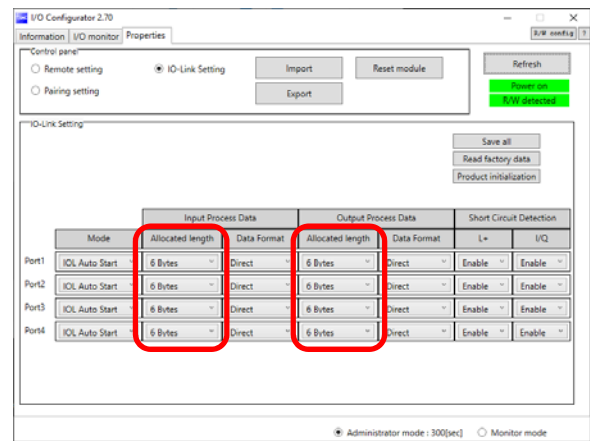 I/O Configurator 2.70
Information I/O monitor Properties R/W config ?
Control panel
Remote setting IO-Link Setting Import Reset module Refresh
Pairing setting Export Power on
R/W detected
IO-Link Setting
Save all
Read factory data
Product initialization
Input Process Data Output Process Data Short Circuit Detection
Mode Allocated length Data Format Allocated length Data Format L+ I/Q
Port1 IOL Auto Start 6 Bytes Direct 6 Bytes Direct Enable Enable
Port2 IOL Auto Start 6 Bytes Direct 6 Bytes Direct Enable Enable
Port3 IOL Auto Start 6 Bytes Direct 6 Bytes Direct Enable Enable
Port4 IOL Auto Start 6 Bytes Direct 6 Bytes Direct Enable Enable
Administrator mode : 300[sec] Monitor mode